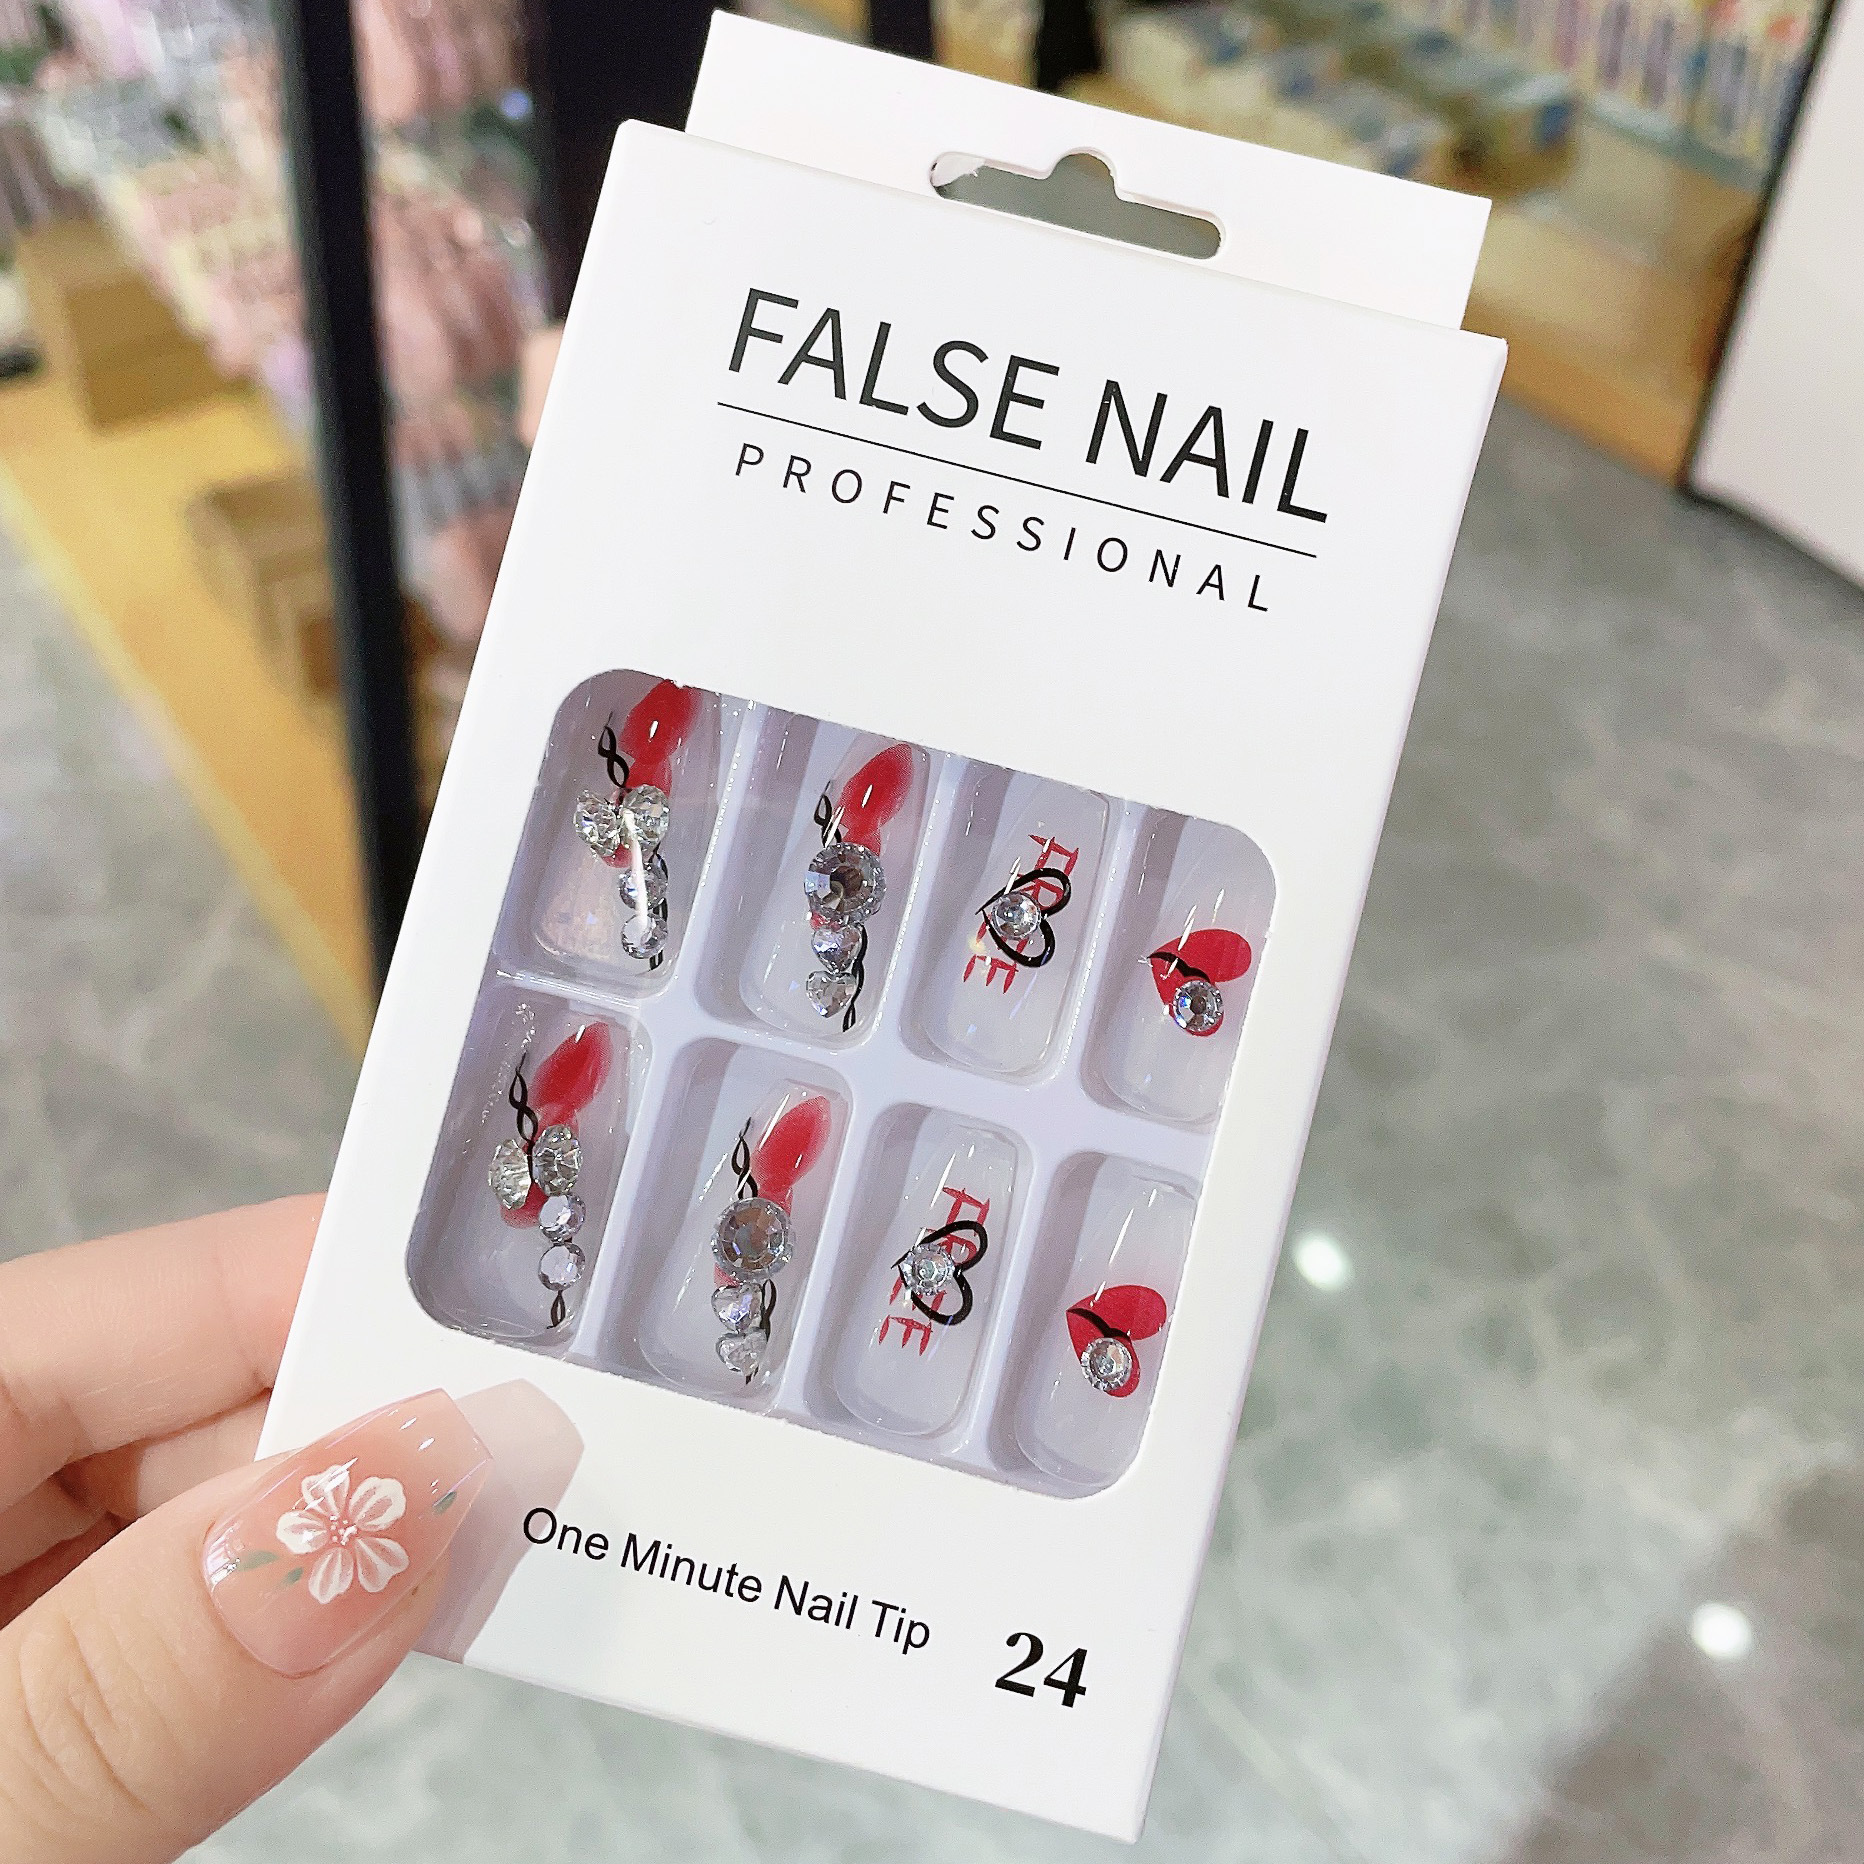 FALSE NAIL
PROFESSIONAL
One Minute Nail Tip
24